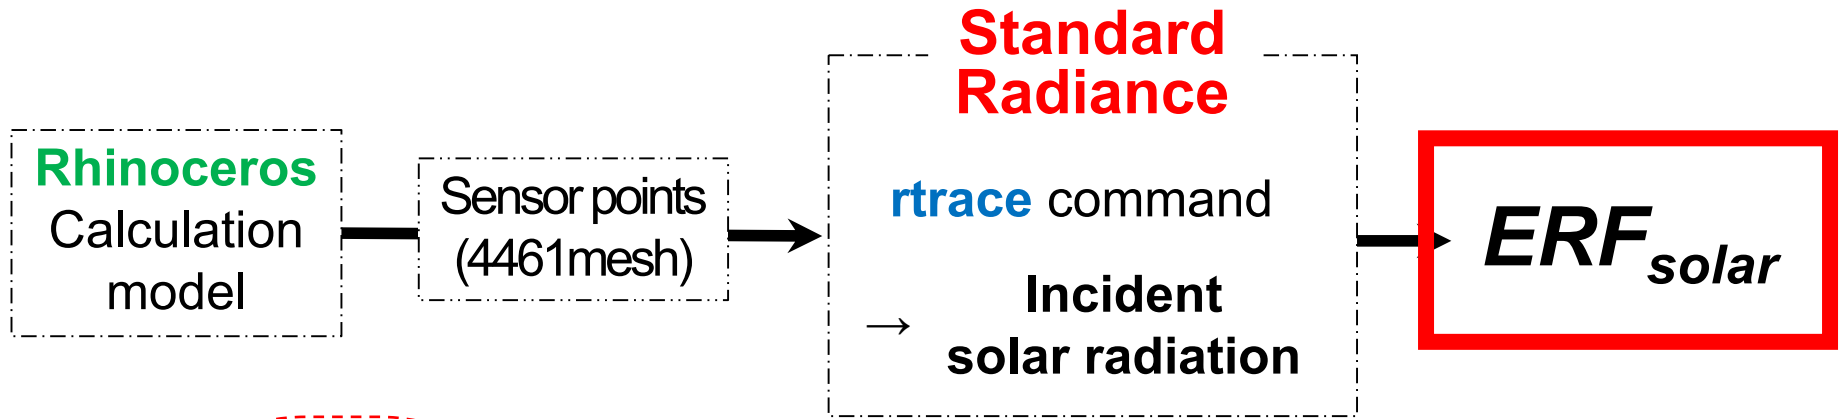 Rhinoceros
Calculation
model
Sensor points
(4461mesh)
Standard
Radiance
rtrace command
→ Incident
solar radiation
ERFsolar